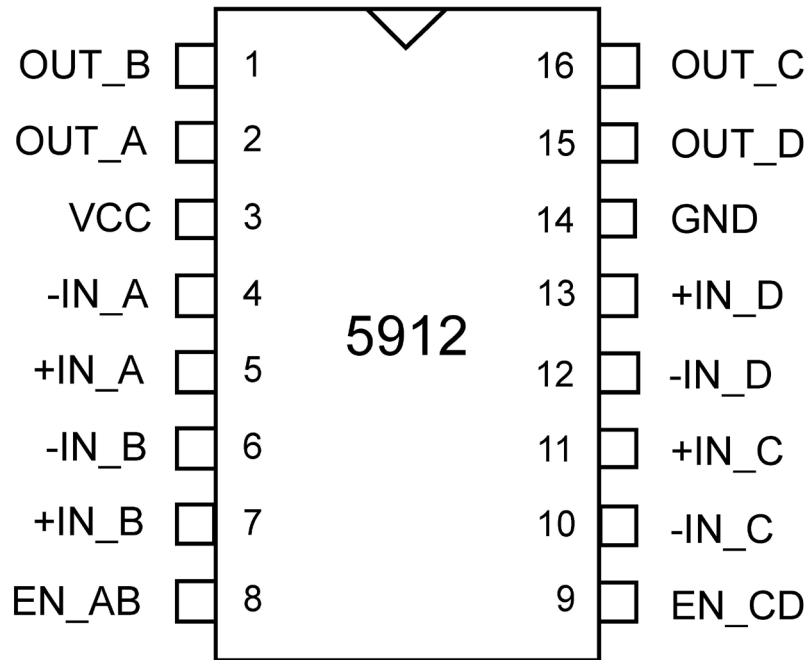 OUT_B 1 16 OUT_C
OUT_A 2 15 OUT_D
VCC 3 14 GND
-IN_A 4 13 +IN_D
5912
+IN_A 5 12 -IN_D
-IN_B 6 11 +IN_C
+IN_B 7 10 -IN_C
EN_AB 8 9 EN_CD